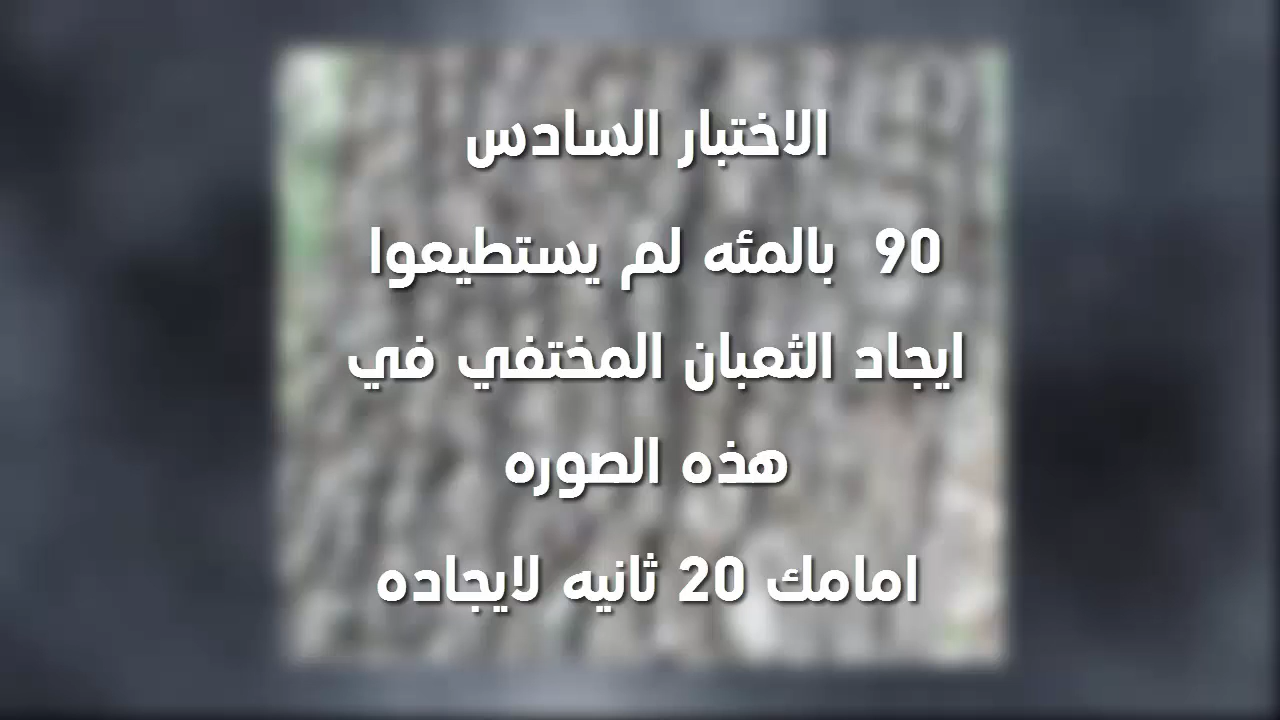 الاختبار السادس
90 بالمئه لم يستطيعوا
ايجاد الثعبان المختفي في
هذه الصوره
امامك 20 ثانيه لايجاده